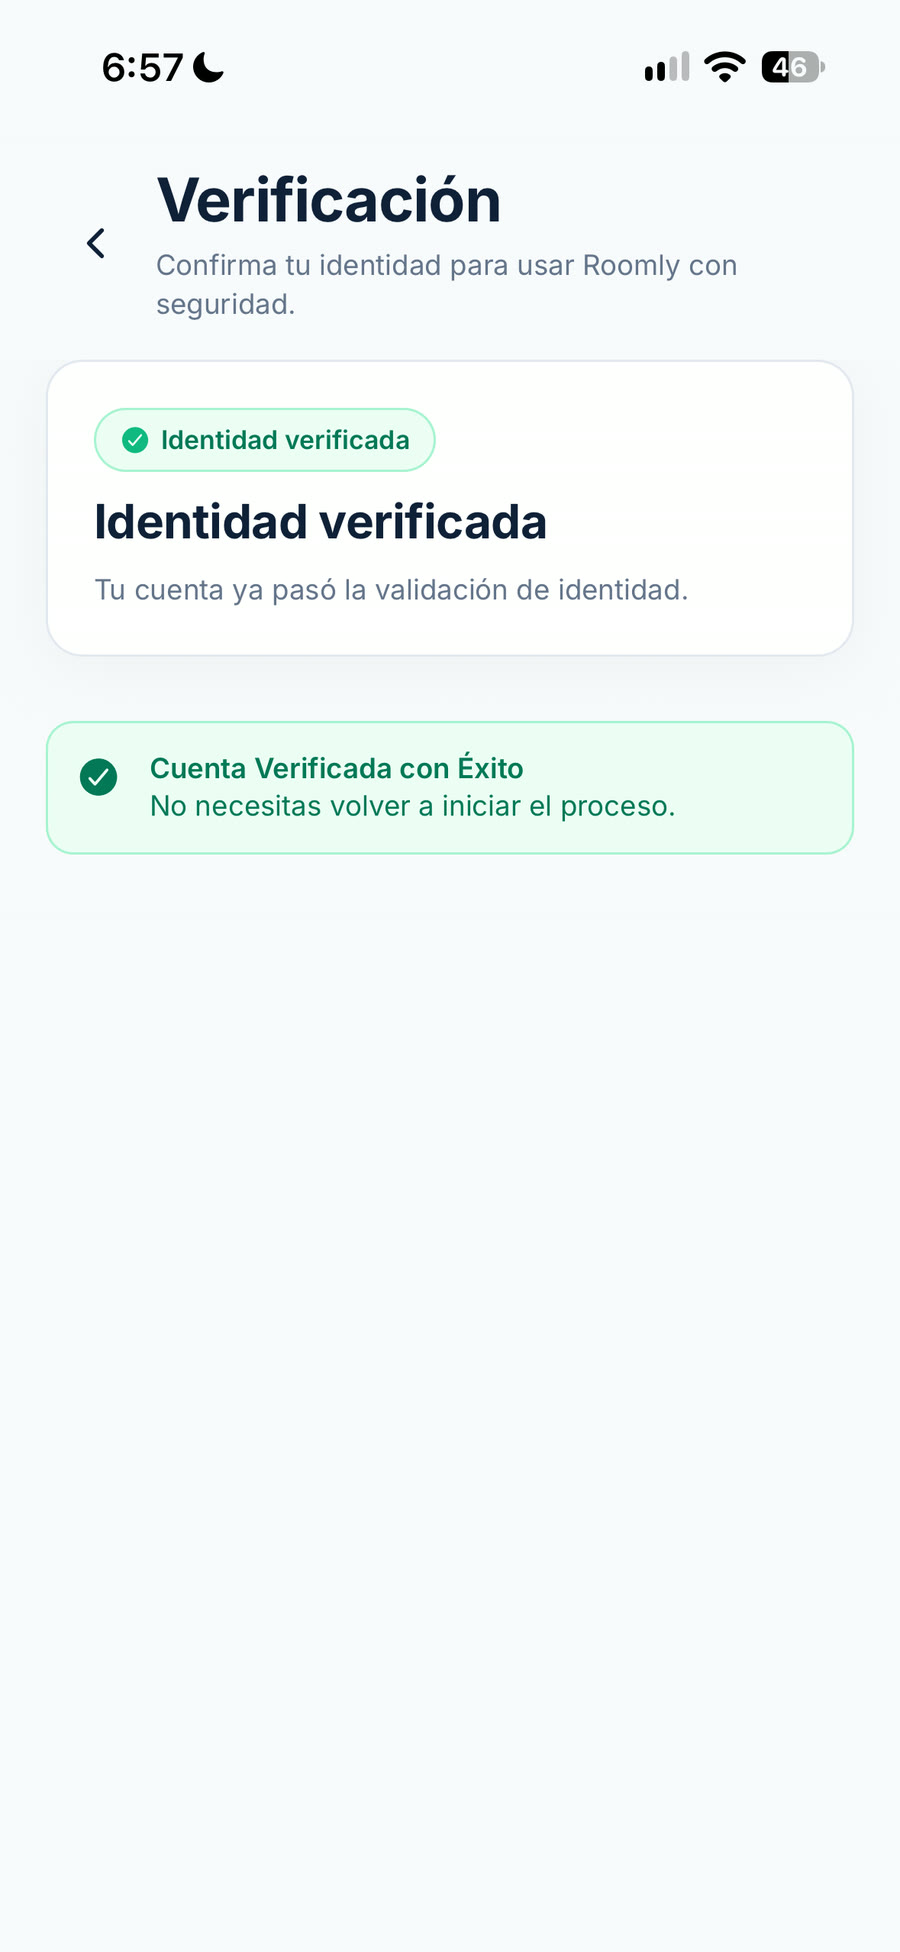 6:57
46
Verificación
Confirma tu identidad para usar Roomly con
seguridad.
Identidad verificada
Identidad verificada
Tu cuenta ya pasó la validación de identidad.
Cuenta Verificada con Éxito
No necesitas volver a iniciar el proceso.